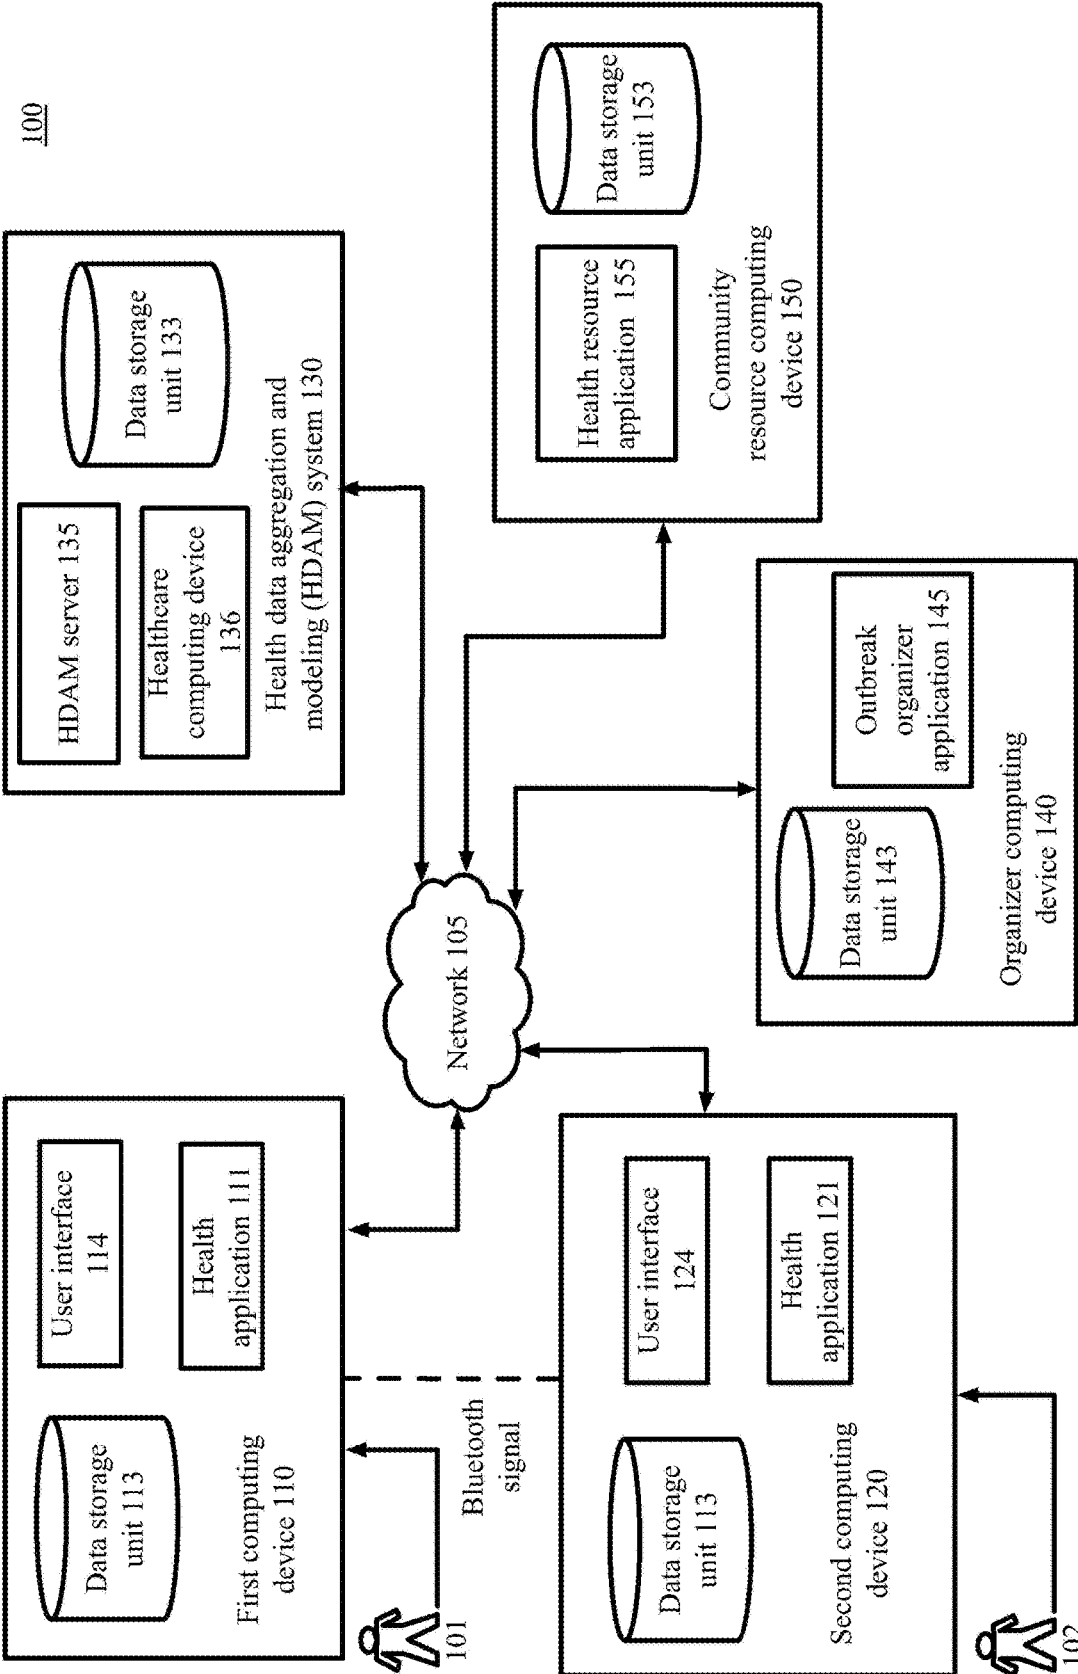 100
Data storage
unit 113
User interface
114
Health
application 111
First computing
device 110
101
Bluetooth
signal
Data storage
unit 113
User interface
124
Health
application 121
Second computing
device 120
102
Network 105
HDAM server 135
Healthcare
computing device
136
Data storage
unit 133
Health data aggregation and
modeling (HDAM) system 130
Data storage
unit 143
Outbreak
organizer
application 145
Organizer computing
device 140
Health resource
application 155
Data storage
unit 153
Community
resource computing
device 150